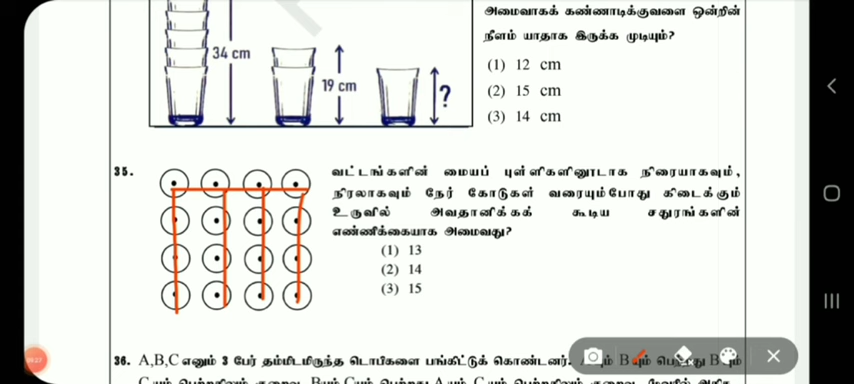 அமைவாகக் கண்ணாடிக்குவளை ஒன்றின்
நீளம் யாதாக இருக்க முடியும்?
34 cm
19 cm
?
(1) 12 cm
(2) 15 cm
(3) 14 cm
35.
வட்டங்களின் மையப் புள்ளிகளினூடாக நிரையாகவும்,
நிரலாகவும் நேர் கோடுகள் வரையும்போது கிடைக்கும்
உருவில் அவதானிக்கக் கூடிய சதுரங்களின்
எண்ணிக்கையாக அமைவது?
(1) 13
(2) 14
(3) 15
36. A,B,C எனும் 3 பேர் தம்மிடமிருந்த டொபிகளை பங்கிட்டுக் கொண்டனர்.